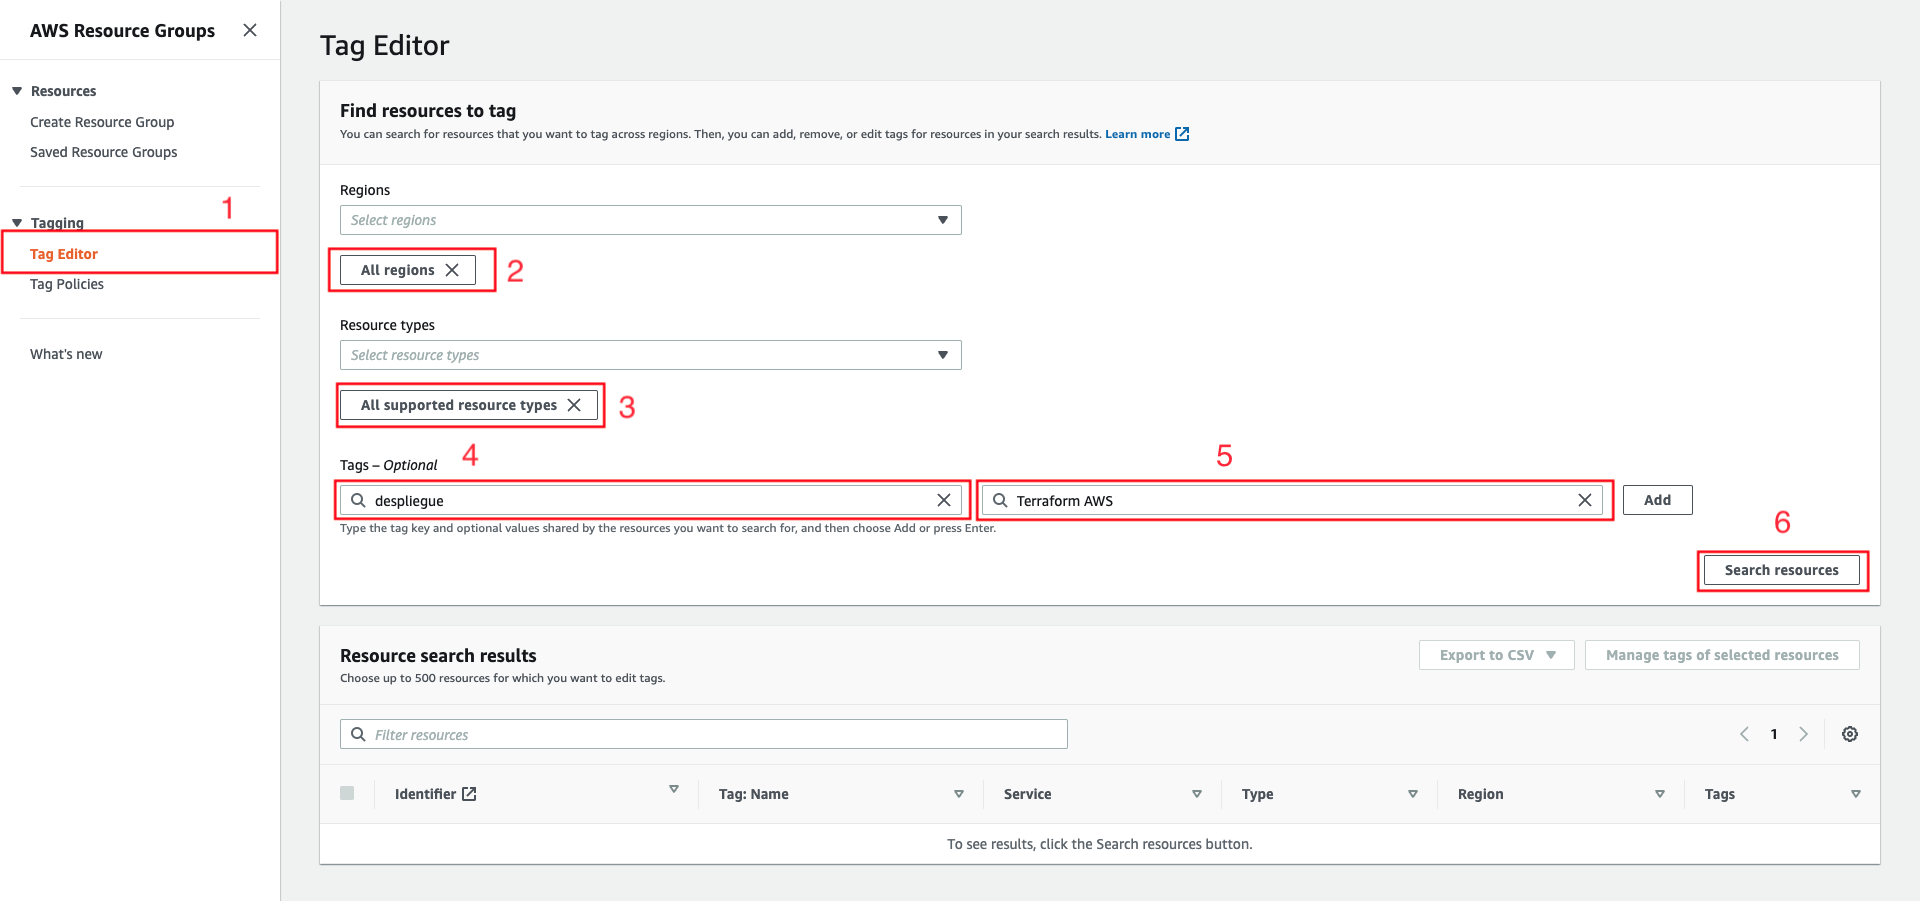 AWS Resource Groups
Resources
Create Resource Group
Saved Resource Groups
1
Tagging
Tag Editor
Tag Policies
What's new
Tag Editor
Find resources to tag
You can search for resources that you want to tag across regions. Then, you can add, remove, or edit tags for resources in your search results. Learn more
Regions
Select regions
All regions
2
Resource types
Select resource types
All supported resource types
3
Tags – Optional
4
5
despliegue
Terraform AWS
Add
Type the tag key and optional values shared by the resources you want to search for, and then choose Add or press Enter.
6
Search resources
Resource search results
Choose up to 500 resources for which you want to edit tags.
Export to CSV
Manage tags of selected resources
Filter resources
1
Identifier
Tag: Name
Service
Type
Region
Tags
To see results, click the Search resources button.